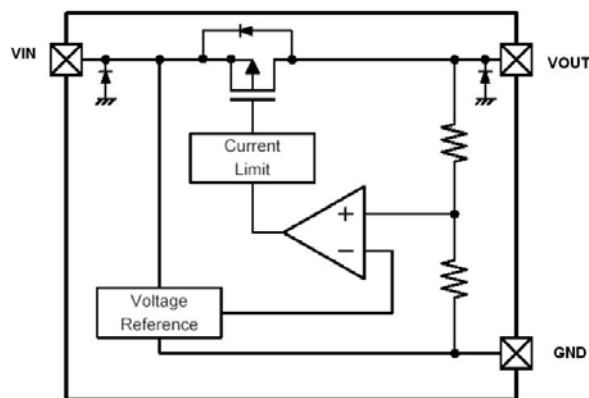 VIN
VOUT
Current
Limit
+
−
Voltage
Reference
GND